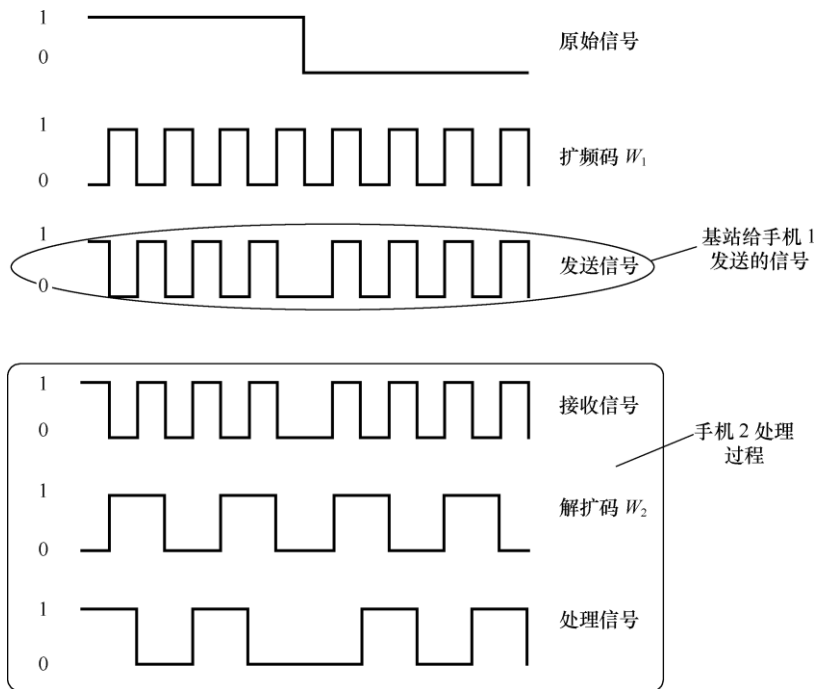 1
0
原始信号
1
0
扩频码 W₁
1
0
发送信号
基站给手机 1
发送的信号
1
0
接收信号
手机 2 处理
过程
1
0
解扩码 W₂
1
0
处理信号